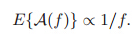 E{𝒜(f)} ∝ 1/f.